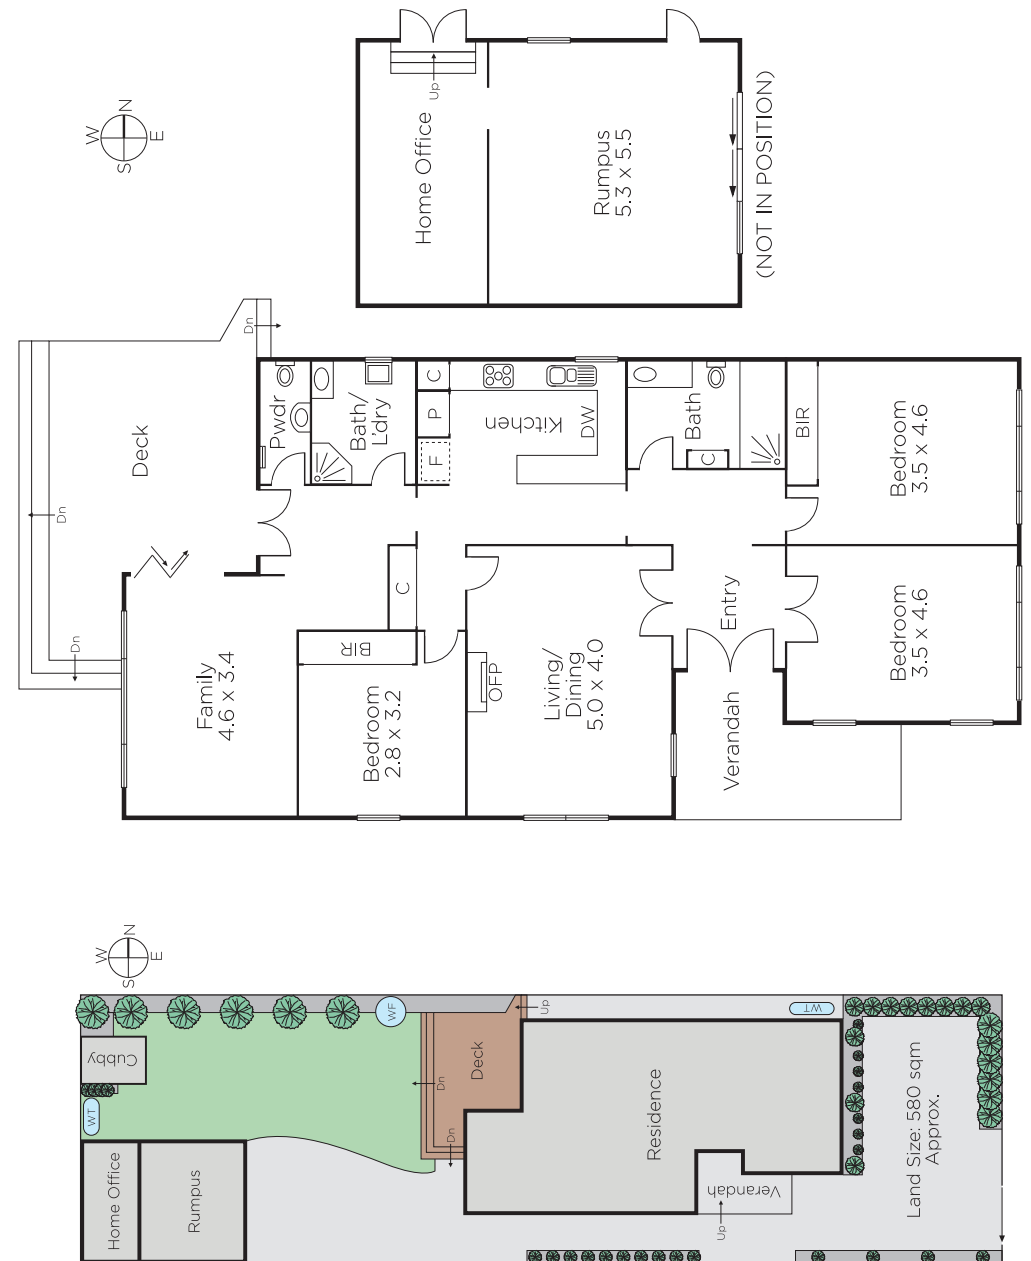 N
W
E
S
Up
Home Office
Rumpus
5.3 x 5.5
(NOT IN POSITION)
Dn
Deck
Dn
Dn
Pwdr
Bath/
L'dry
C
P
F
Kitchen
DW
Bath
C
BIR
Bedroom
3.5 x 4.6
Family
4.6 x 3.4
BIR
C
Bedroom
2.8 x 3.2
OFP
Living/
Dining
5.0 x 4.0
Entry
Verandah
Bedroom
3.5 x 4.6
N
W
E
S
Cubby
WT
WF
Dn
Deck
Dn
WT
Residence
Verandah
Up
Home Office
Rumpus
Land Size: 580 sqm
Approx.